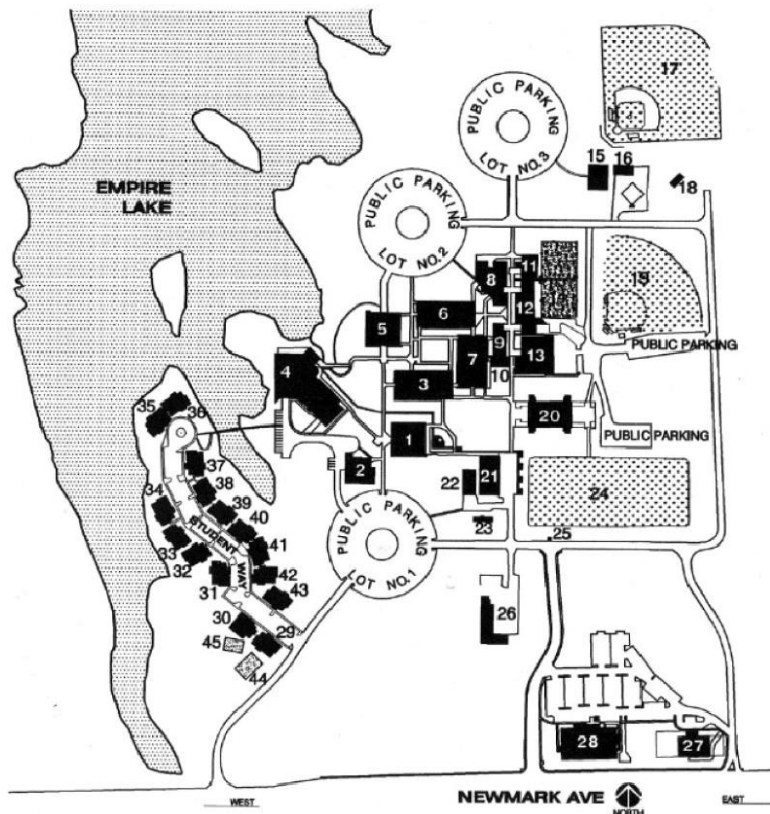 17
PUBLIC PARKING
LOT NO.3
15
16
18
EMPIRE
LAKE
PUBLIC PARKING
LOT NO.2
8
11
19
6
12
5
9
7
13
PUBLIC PARKING
4
10
3
35
36
20
1
PUBLIC PARKING
2
37
22
21
38
24
34
39
23
40
STUDENT
WAY
PUBLIC PARKING
LOT NO.1
25
33
41
32
42
31
43
26
30
29
45
44
28
27
NEWMARK AVE
WEST
NORTH
EAST